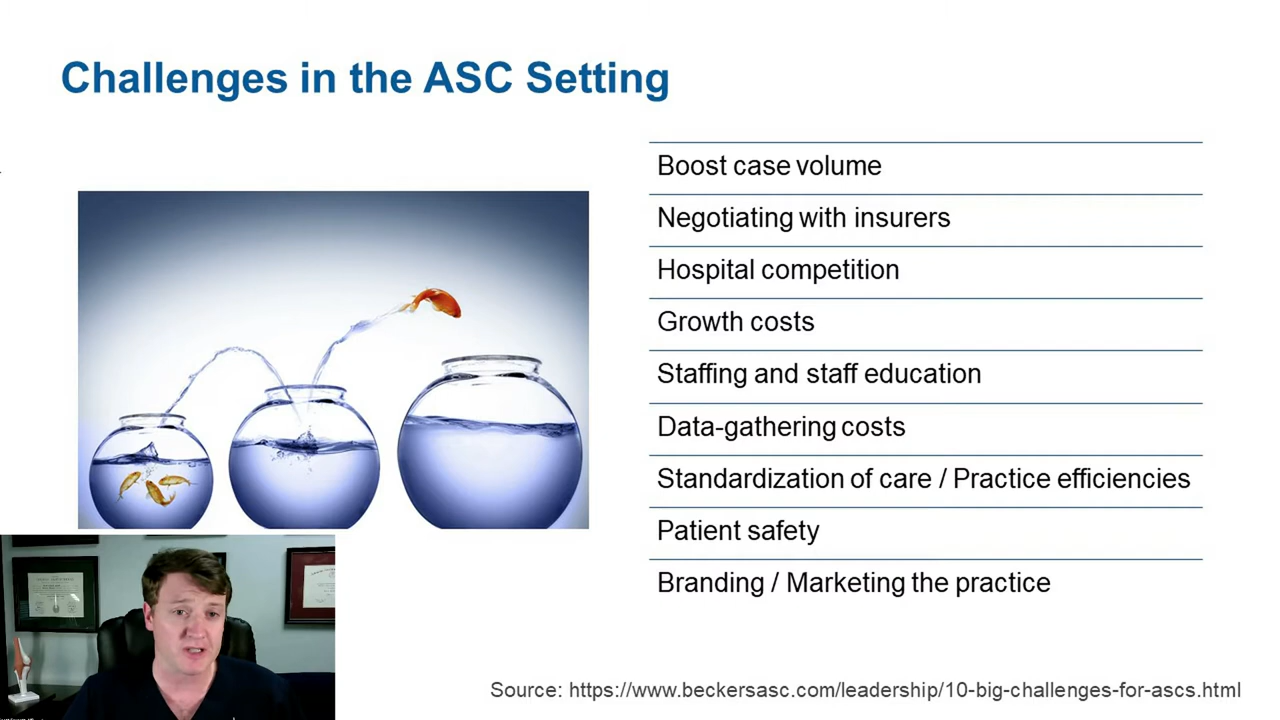 Challenges in the ASC Setting
Boost case volume
Negotiating with insurers
Hospital competition
Growth costs
Staffing and staff education
Data-gathering costs
Standardization of care / Practice efficiencies
Patient safety
Branding / Marketing the practice
Source: https://www.beckersasc.com/leadership/10-big-challenges-for-ascs.html